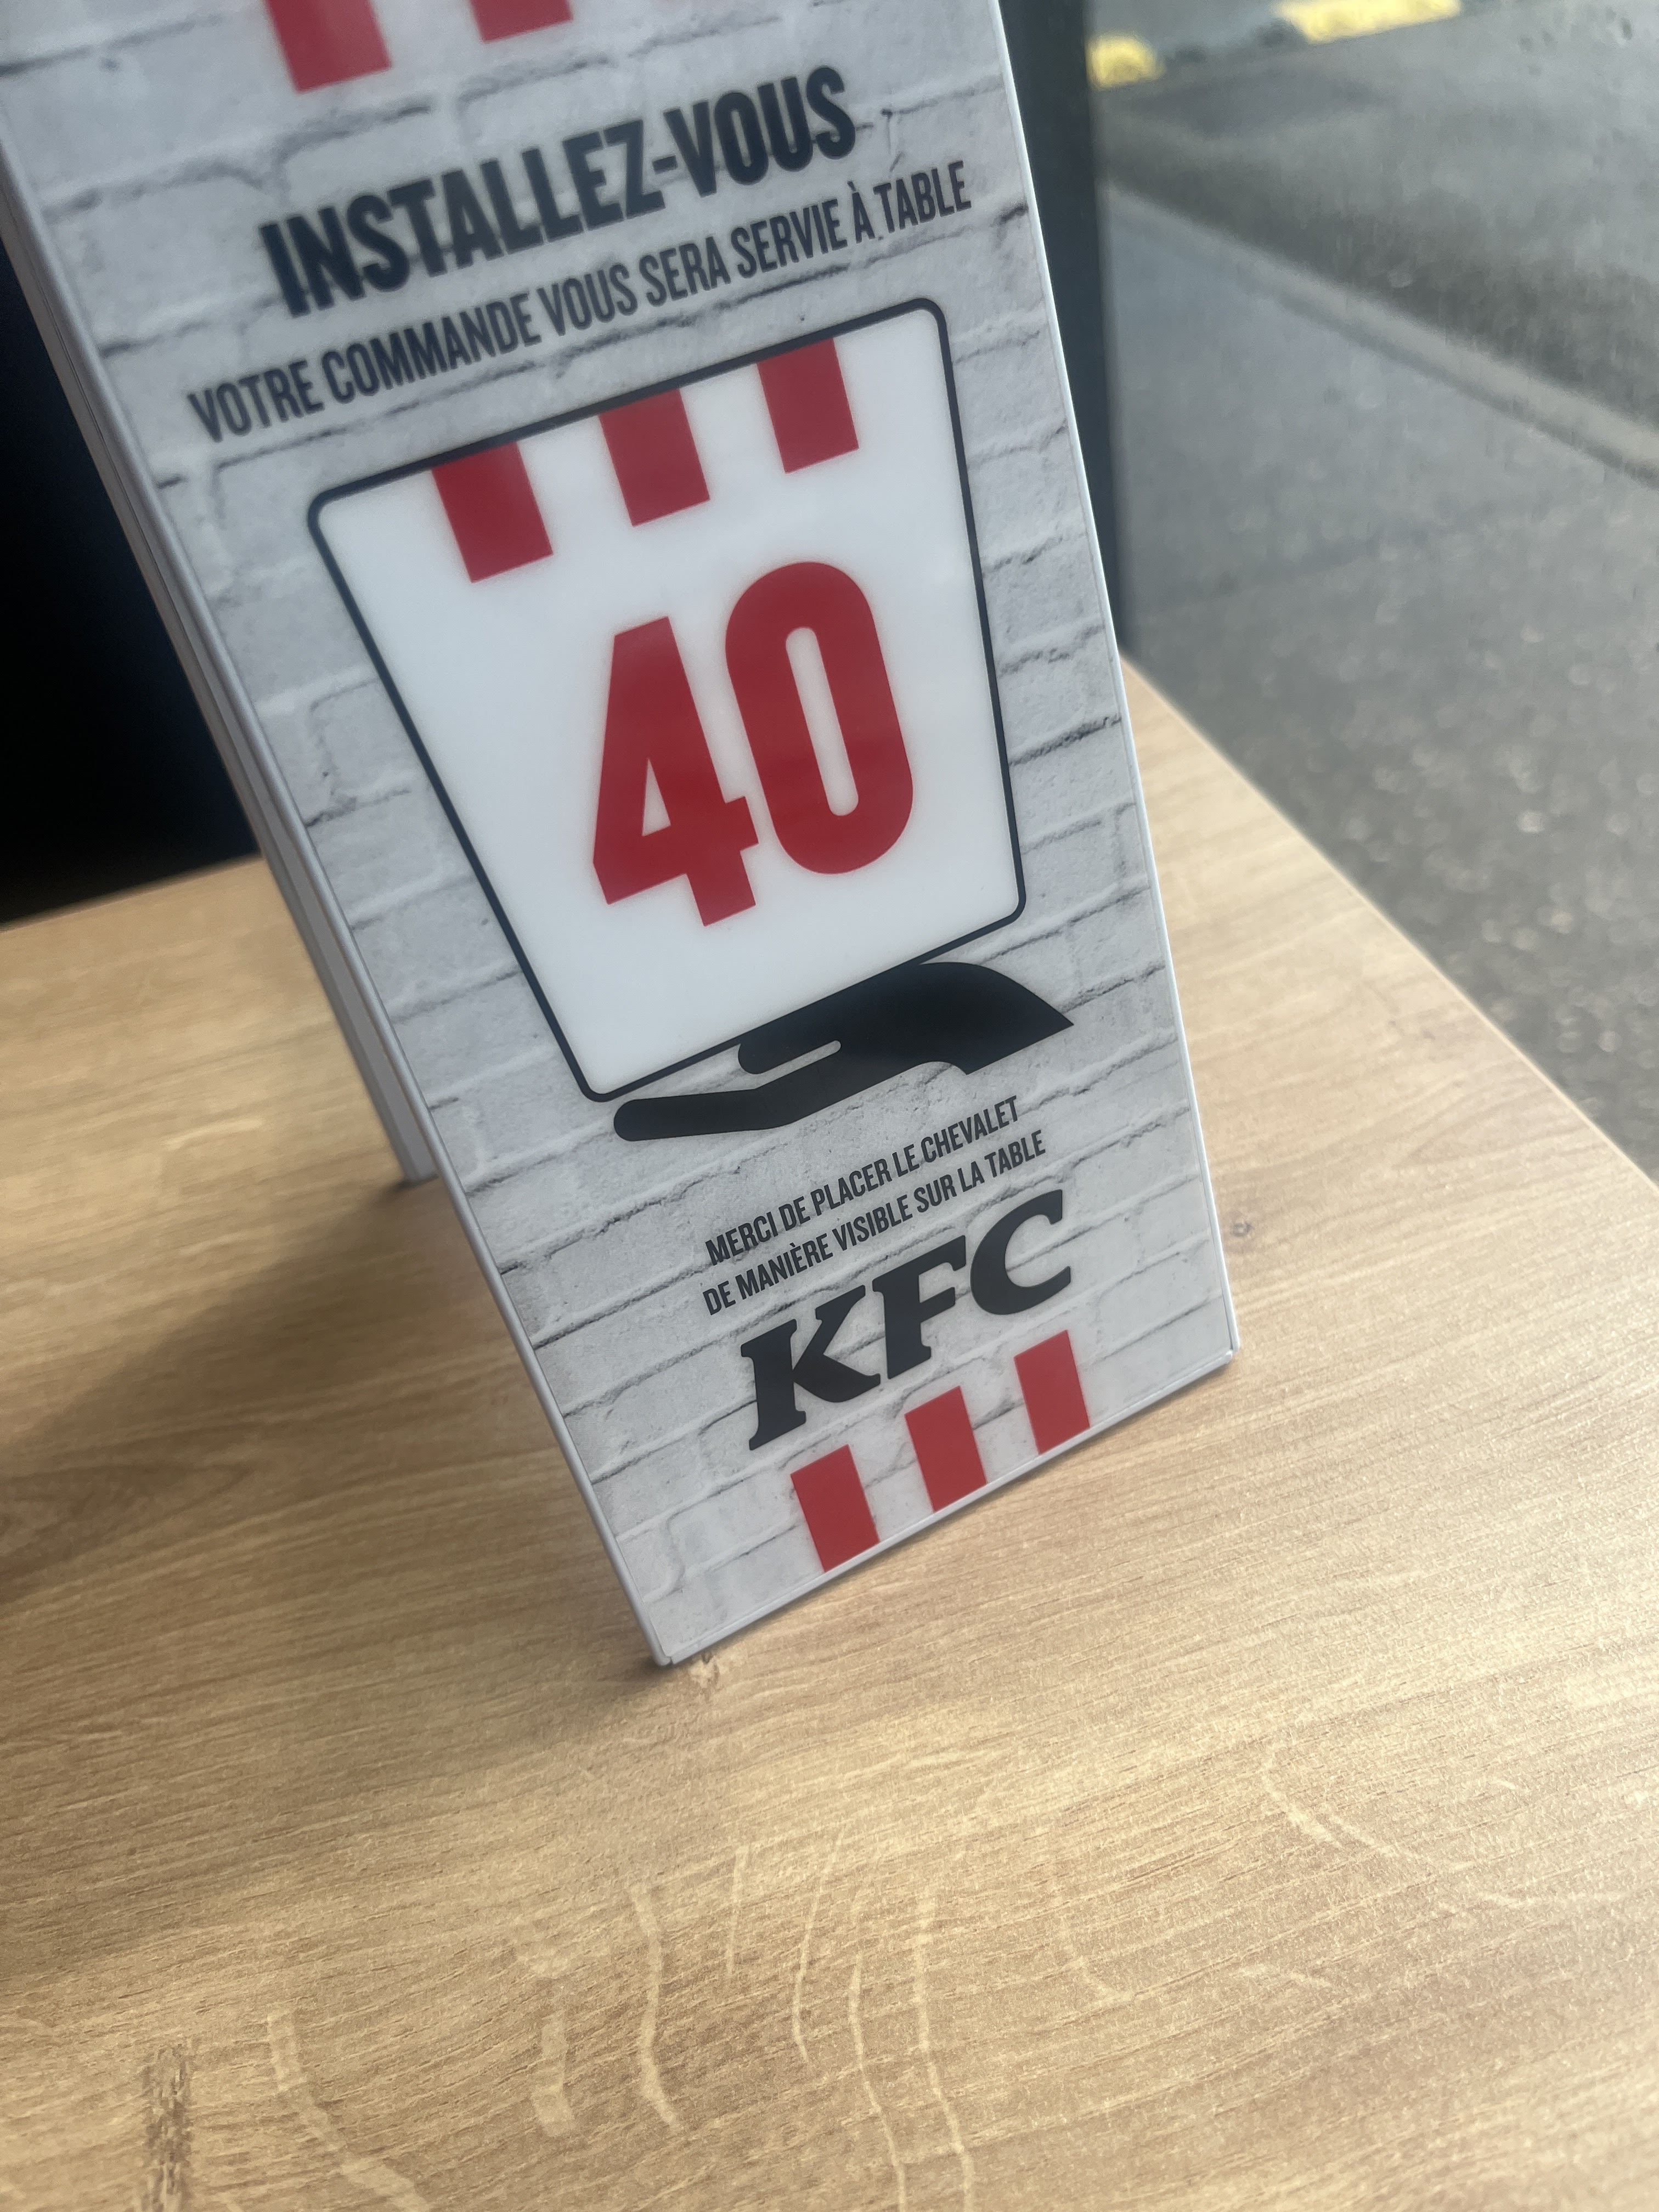 INSTALLEZ-VOUS
VOTRE COMMANDE VOUS SERA SERVIE À TABLE
40
MERCI DE PLACER LE CHEVALET
DE MANIÈRE VISIBLE SUR LA TABLE
KFC